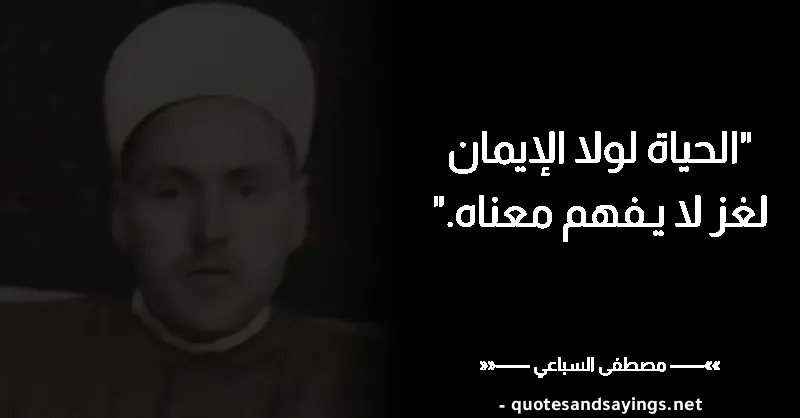 "الحياة لولا الإيمان
لغز لا يفهم معناه."
»»—— مصطفى السباعي ——««
- quotesandsayings.net